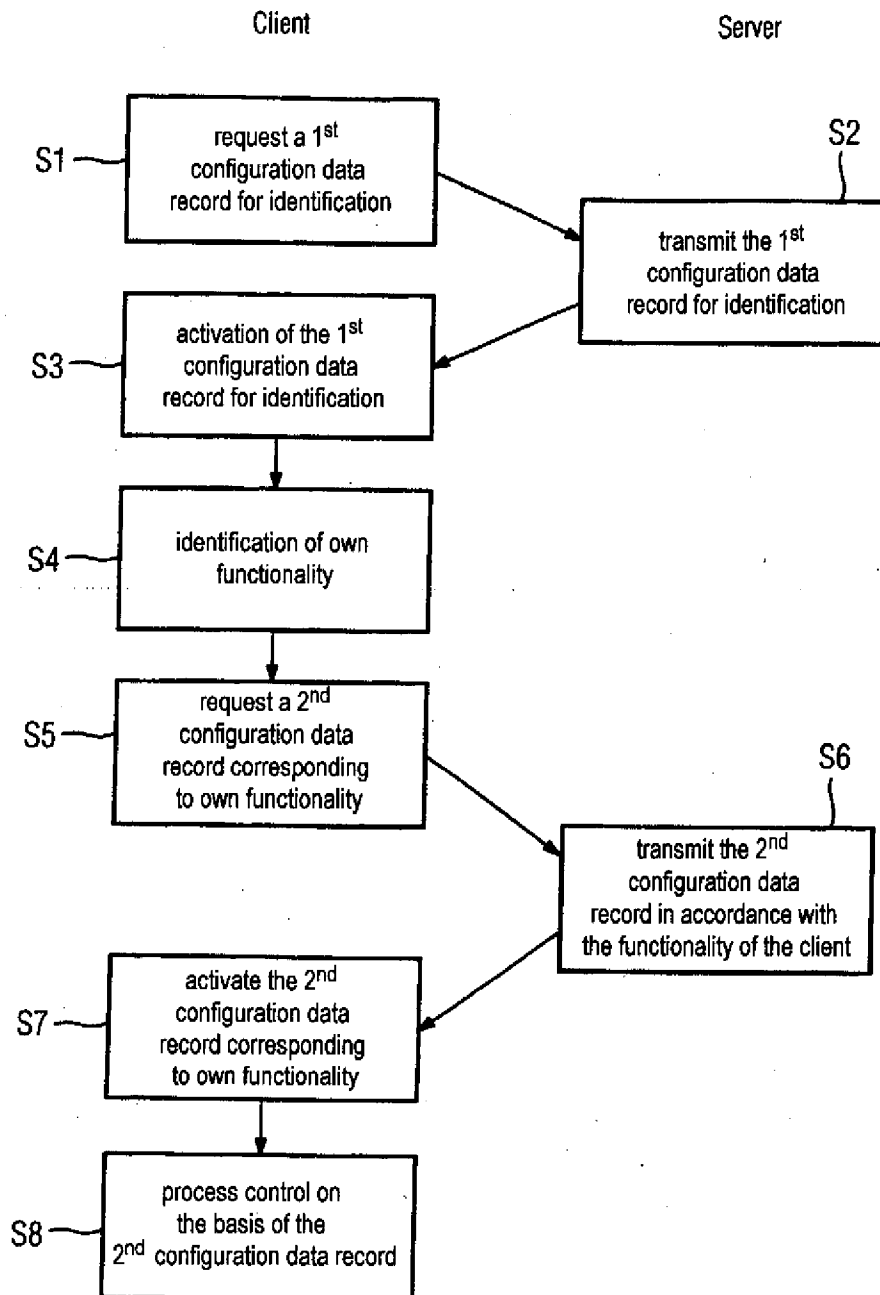 Client
Server
S1
request a 1st
configuration data
record for identification
S2
transmit the 1st
configuration data
record for identification
S3
activation of the 1st
configuration data
record for identification
S4
identification of own
functionality
S5
request a 2nd
configuration data
record corresponding
to own functionality
S6
transmit the 2nd
configuration data
record in accordance with
the functionality of the client
S7
activate the 2nd
configuration data
record corresponding
to own functionality
S8
process control on
the basis of the
2nd configuration data record